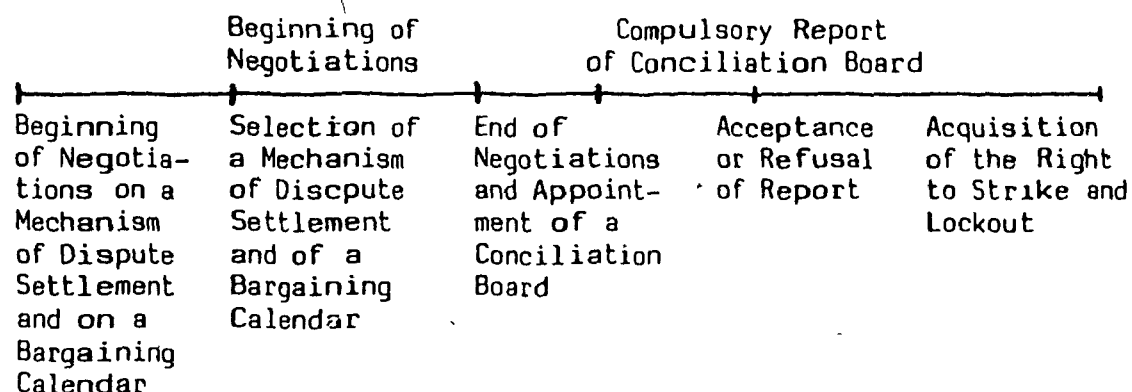 Beginning of
Negotiations
Compulsory Report
of Conciliation Board
Beginning
of Negotia-
tions on a
Mechanism
of Dispute
Settlement
and on a
Bargaining
Calendar
Selection of
a Mechanism
of Discpute
Settlement
and of a
Bargaining
Calendar
End of
Negotiations
and Appoint-
ment of a
Conciliation
Board
Acceptance
or Refusal
of Report
Acquisition
of the Right
to Strike and
Lockout